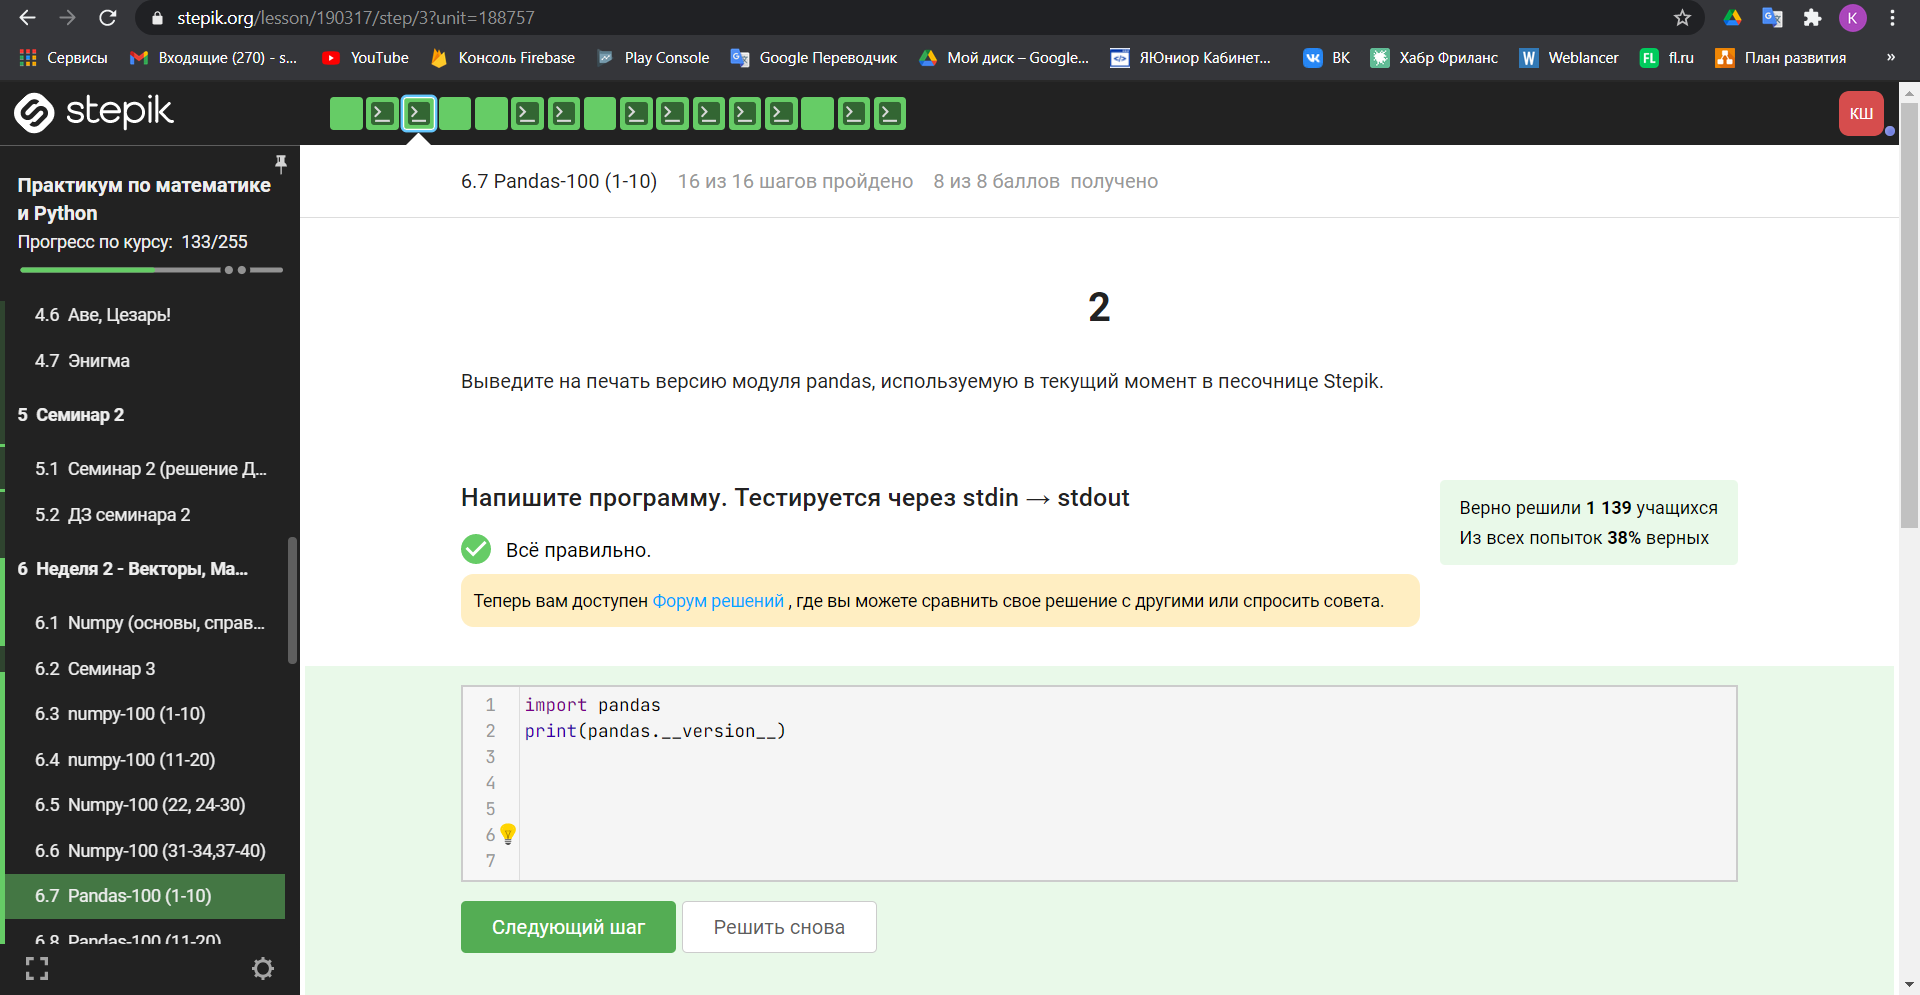 stepik.org/lesson/190317/step/3?unit=188757
K
Сервисы
Входящие (270) - s...
YouTube
Консоль Firebase
Play Console
Google Переводчик
Мой диск – Google...
ЯЮниор Кабинет...
ВК
Хабр Фриланс
Weblancer
fl.ru
План развития
»
stepik
КШ
Практикум по математике
и Python
Прогресс по курсу: 133/255
4.6 Аве, Цезарь!
4.7 Энигма
5 Семинар 2
5.1 Семинар 2 (решение Д...
5.2 ДЗ семинара 2
6 Неделя 2 - Векторы, Ма...
6.1 Numpy (основы, справ...
6.2 Семинар 3
6.3 numpy-100 (1-10)
6.4 numpy-100 (11-20)
6.5 Numpy-100 (22, 24-30)
6.6 Numpy-100 (31-34,37-40)
6.7 Pandas-100 (1-10)
6.8 Pandas-100 (11-20)
6.7 Pandas-100 (1-10) 16 из 16 шагов пройдено 8 из 8 баллов получено
2
Выведите на печать версию модуля pandas, используемую в текущий момент в песочнице Stepik.
Напишите программу. Тестируется через stdin → stdout
Всё правильно.
Теперь вам доступен Форум решений , где вы можете сравнить свое решение с другими или спросить совета.
Верно решили 1 139 учащихся
Из всех попыток 38% верных
1 import pandas
2 print(pandas.__version__)
3
4
5
6
7
Следующий шаг
Решить снова